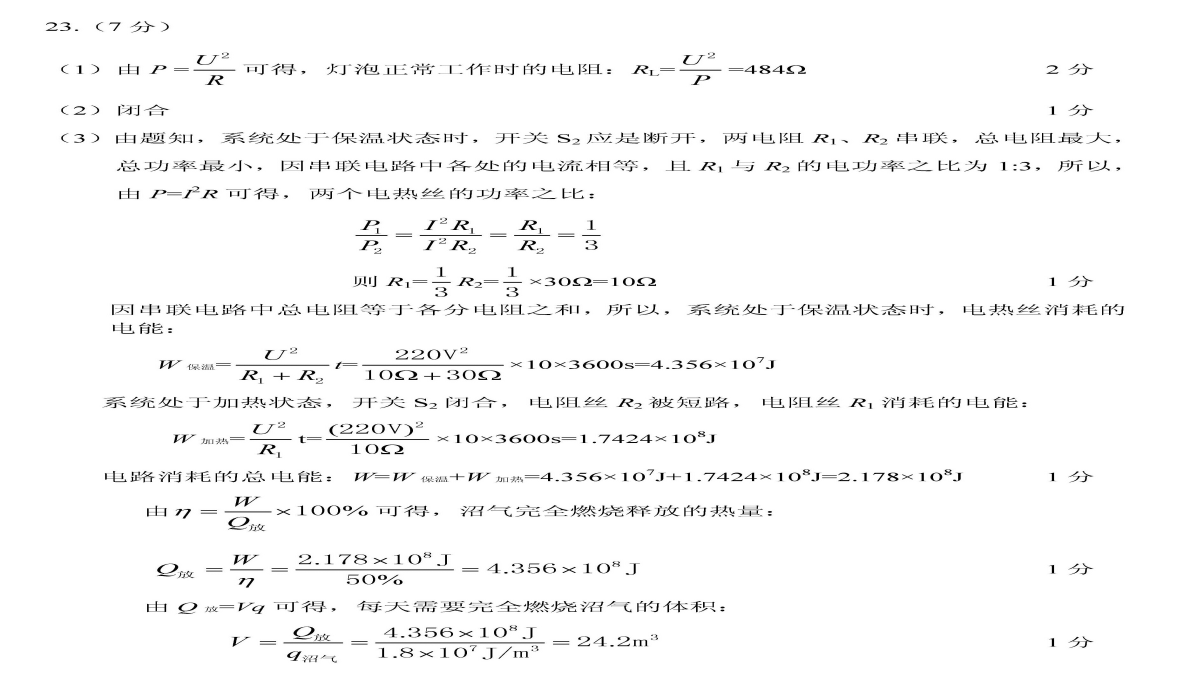 23.（7 分）
（1）由 P = U²/R 可得，灯泡正常工作时的电阻：R_L= U²/P =484Ω 2 分
（2）闭合 1 分
（3）由题知，系统处于保温状态时，开关 S₂ 应是断开，两电阻 R₁、R₂ 串联，总电阻最大，
总功率最小，因串联电路中各处的电流相等，且 R₁ 与 R₂ 的电功率之比为 1:3，所以，
由 P=I²R 可得，两个电热丝的功率之比：
P₁/P₂ = I²R₁/I²R₂ = R₁/R₂ = 1/3
则 R₁= 1/3 R₂= 1/3 ×30Ω=10Ω 1 分
因串联电路中总电阻等于各分电阻之和，所以，系统处于保温状态时，电热丝消耗的
电能：
W 保温= U²/(R₁ + R₂) t= 220V²/(10Ω + 30Ω) ×10×3600s=4.356×10⁷J
系统处于加热状态，开关 S₂ 闭合，电阻丝 R₂ 被短路，电阻丝 R₁ 消耗的电能：
W 加热= U²/R₁ t= (220V)²/10Ω ×10×3600s=1.7424×10⁸J
电路消耗的总电能：W=W 保温+W 加热=4.356×10⁷J+1.7424×10⁸J=2.178×10⁸J 1 分
由 η = W/Q放 ×100% 可得，沼气完全燃烧释放的热量：
Q放 = W/η = 2.178×10⁸J/50% = 4.356×10⁸J 1 分
由 Q 放=Vq 可得，每天需要完全燃烧沼气的体积：
V = Q放/q沼气 = 4.356×10⁸J/1.8×10⁷J/m³ = 24.2m³ 1 分